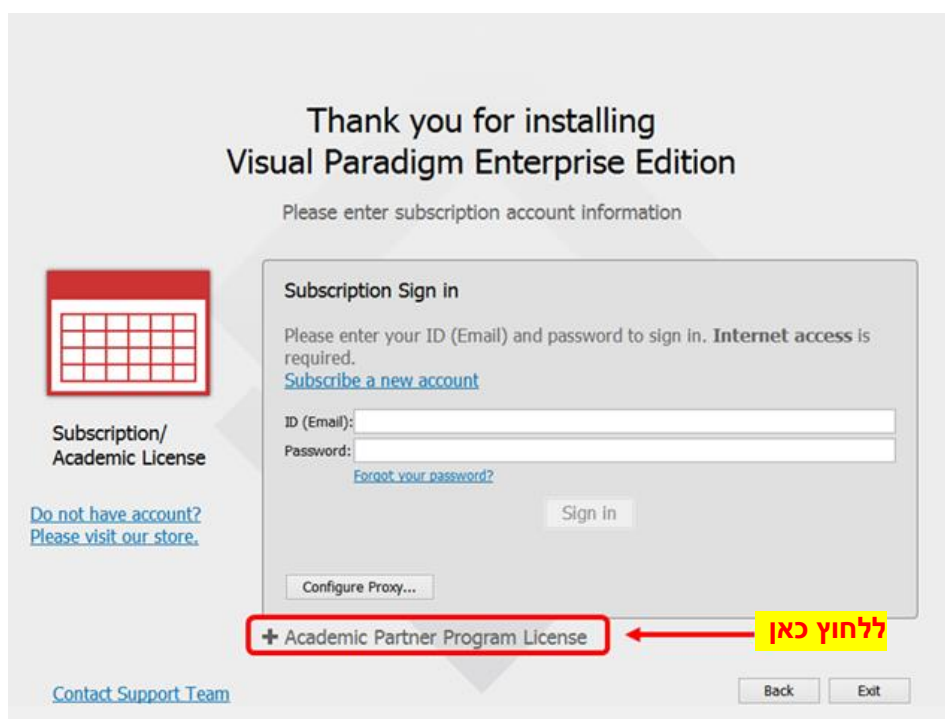 Thank you for installing
Visual Paradigm Enterprise Edition
Please enter subscription account information
Subscription/
Academic License
Do not have account?
Please visit our store.
Subscription Sign in
Please enter your ID (Email) and password to sign in. Internet access is
required.
Subscribe a new account
ID (Email):
Password:
Forgot your password?
Sign in
Configure Proxy...
+ Academic Partner Program License
ללחוץ כאן
Contact Support Team
Back
Exit